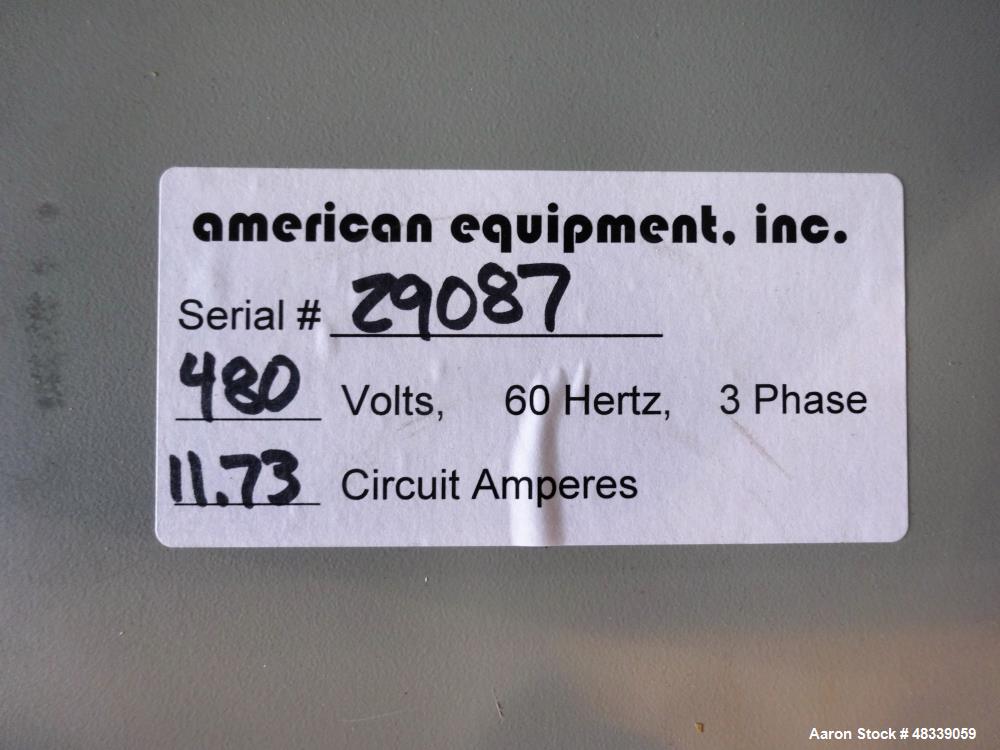 american equipment, inc.
Serial # 29087
480 Volts, 60 Hertz, 3 Phase
11.73 Circuit Amperes
Aaron Stock # 48339059